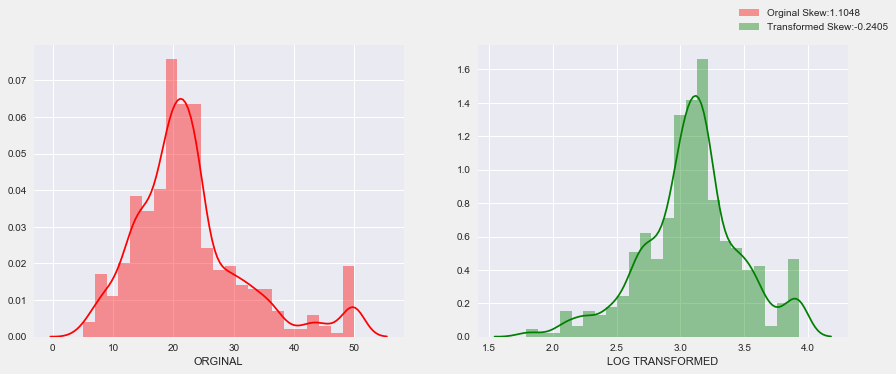 Orginal Skew:1.1048
Transformed Skew:-0.2405
0.07
0.06
0.05
0.04
0.03
0.02
0.01
0.00
0 10 20 30 40 50
ORGINAL
1.6
1.4
1.2
1.0
0.8
0.6
0.4
0.2
0.0
1.5 2.0 2.5 3.0 3.5 4.0
LOG TRANSFORMED